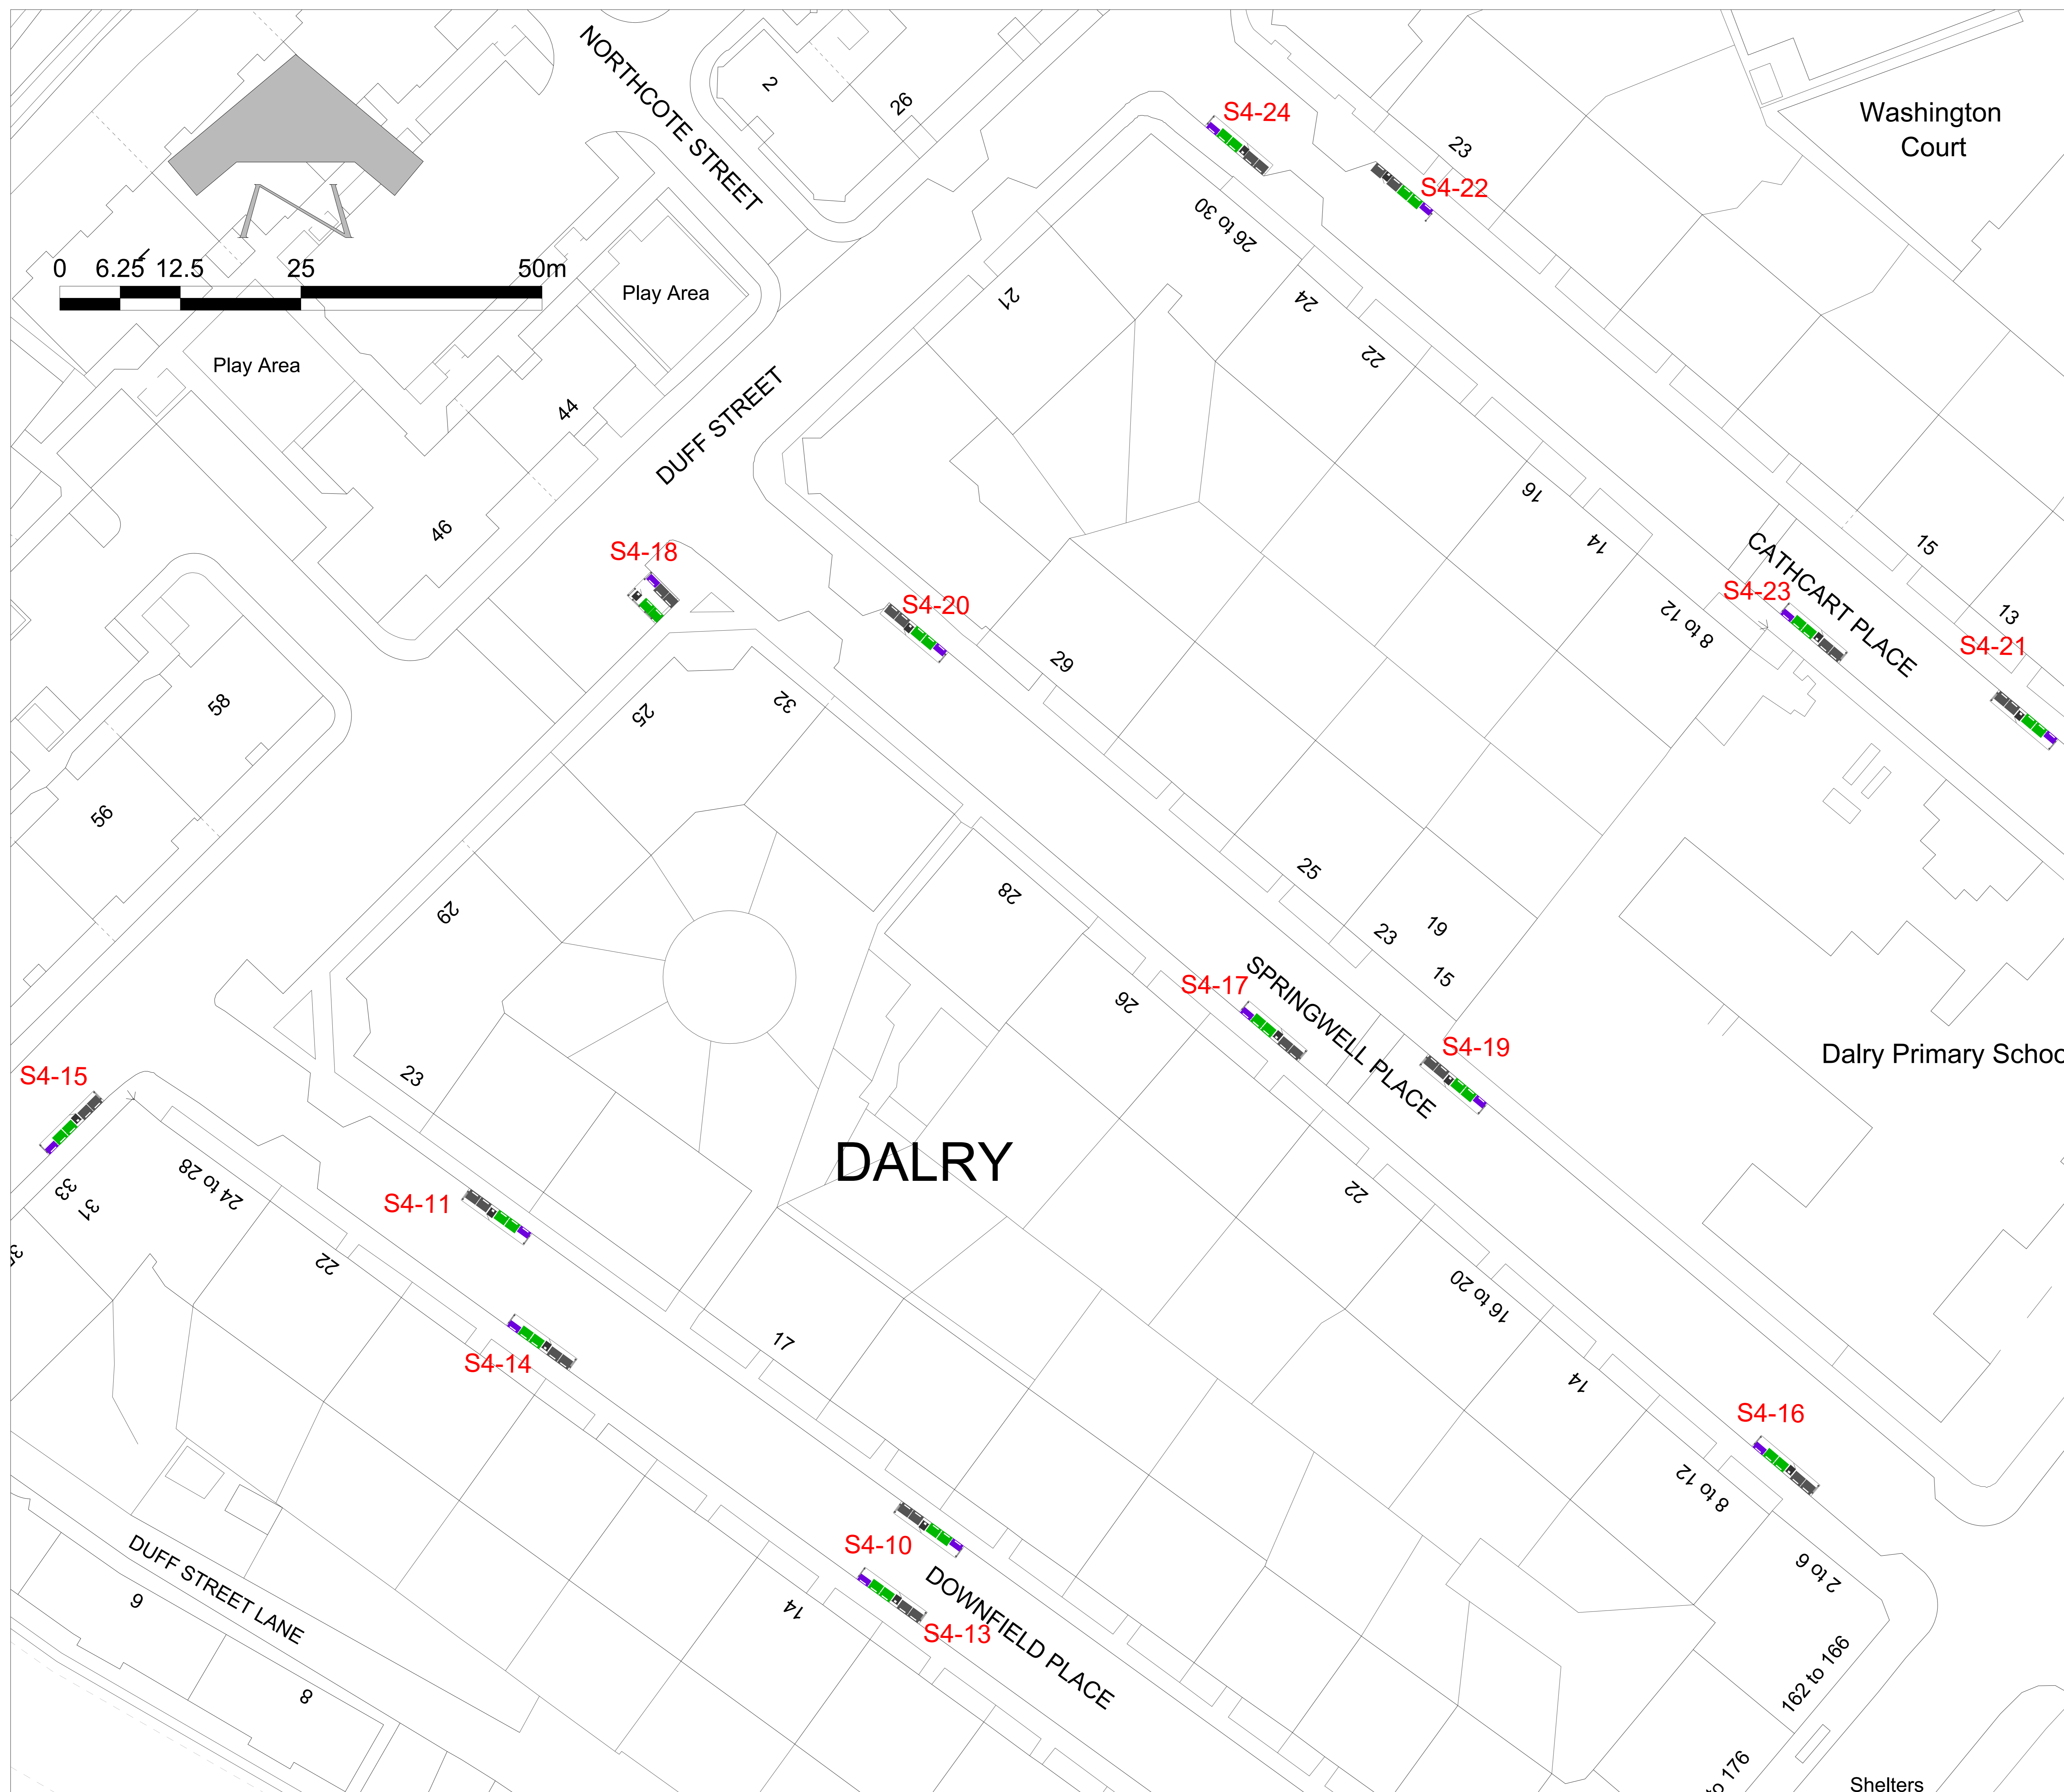 NORTHCOTE STREET
2
26
S4-24
23
S4-22
Washington
Court
0 6.25 12.5 25 50m
Play Area
Play Area
26 to 30
21
24
22
44
DUFF STREET
46
16
14
CATHCART PLACE
15
S4-18
S4-20
S4-23
13
8 to 12
S4-21
29
58
25
32
56
25
28
29
19
23
15
26
S4-17
SPRINGWELL PLACE
S4-19
Dalry Primary Schoo
S4-15
23
DALRY
24 to 28
33
31
S4-11
22
22
16 to 20
17
S4-14
14
S4-16
8 to 12
S4-10
DUFF STREET LANE
DOWNFIELD PLACE
2 to 6
9
14
S4-13
8
162 to 166
to 176
Shelters